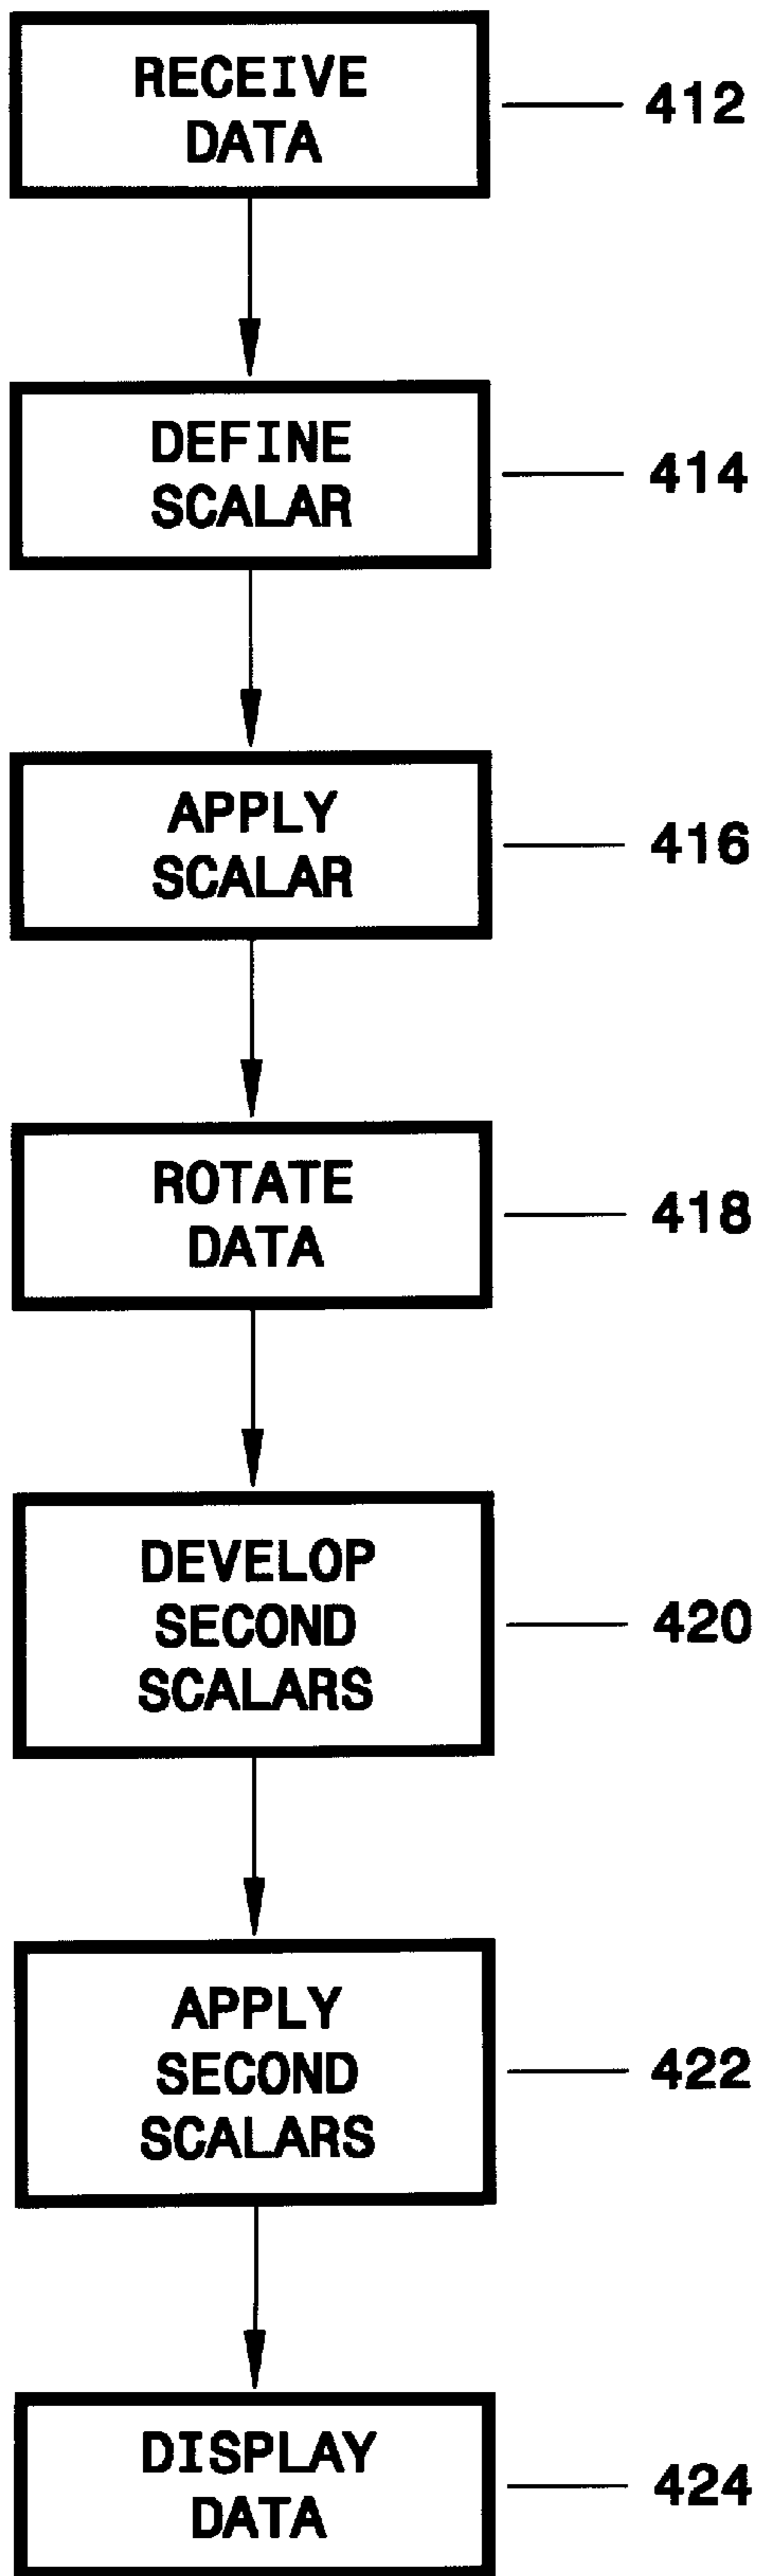 RECEIVE
DATA
412
DEFINE
SCALAR
414
APPLY
SCALAR
416
ROTATE
DATA
418
DEVELOP
SECOND
SCALARS
420
APPLY
SECOND
SCALARS
422
DISPLAY
DATA
424